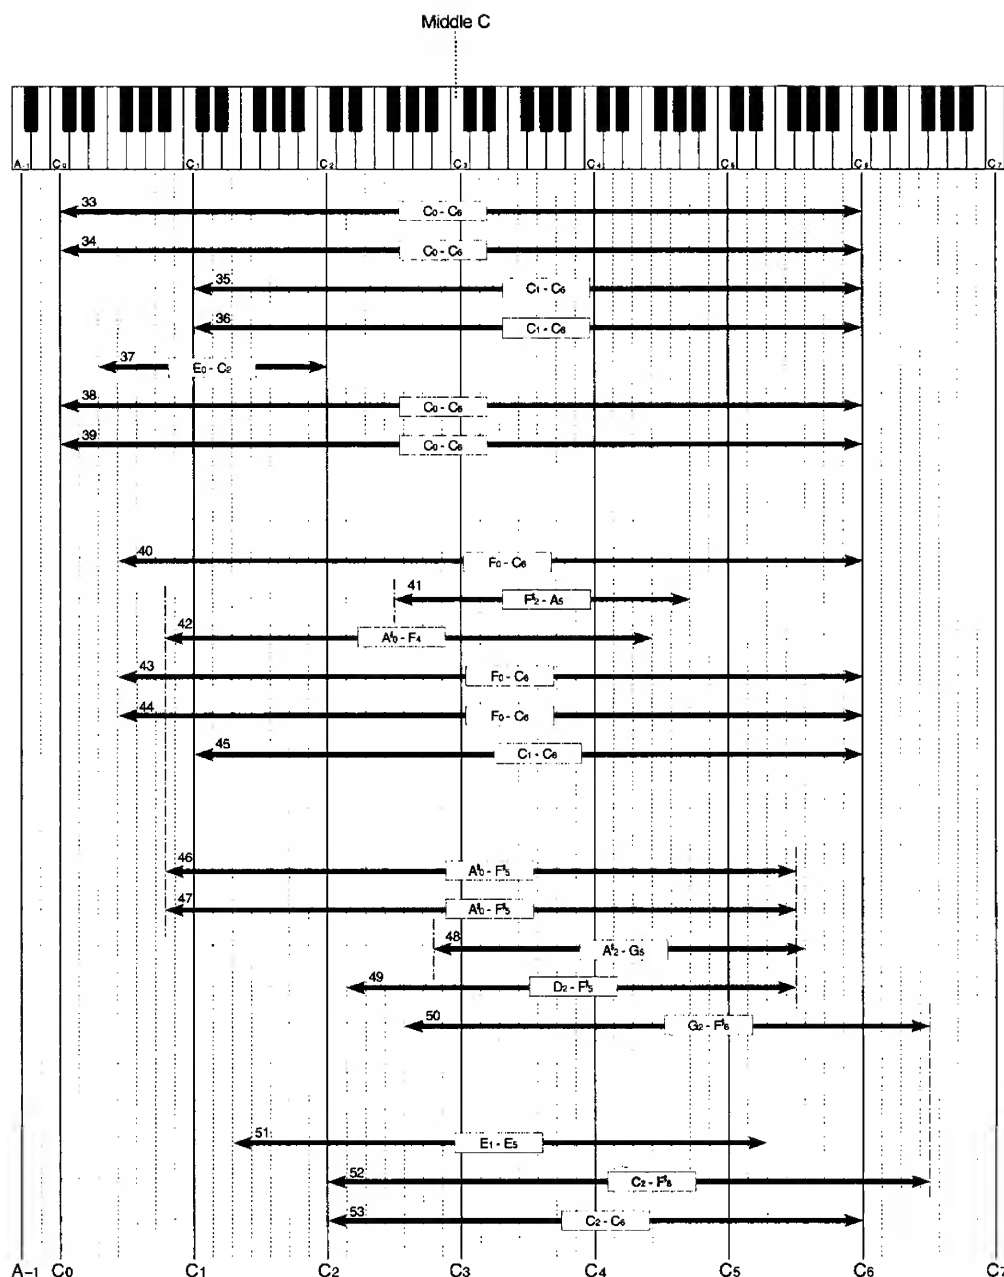 Middle C
A-1 C0 C1 C2 C3 C4 C5 C6 C7
33 C0 - C6
34 C0 - C6
35 C1 - C6
36 C1 - C6
37 E0 - C2
38 C0 - C6
39 C0 - C6
40 F0 - C6
41 F#2 - A5
42 A#0 - F4
43 F0 - C6
44 F0 - C6
45 C1 - C6
46 A#0 - F#5
47 A#0 - F#5
48 A#2 - G5
49 D2 - F#5
50 G2 - F#6
51 E1 - E5
52 C2 - F#6
53 C2 - C6
A-1 C0 C1 C2 C3 C4 C5 C6 C7